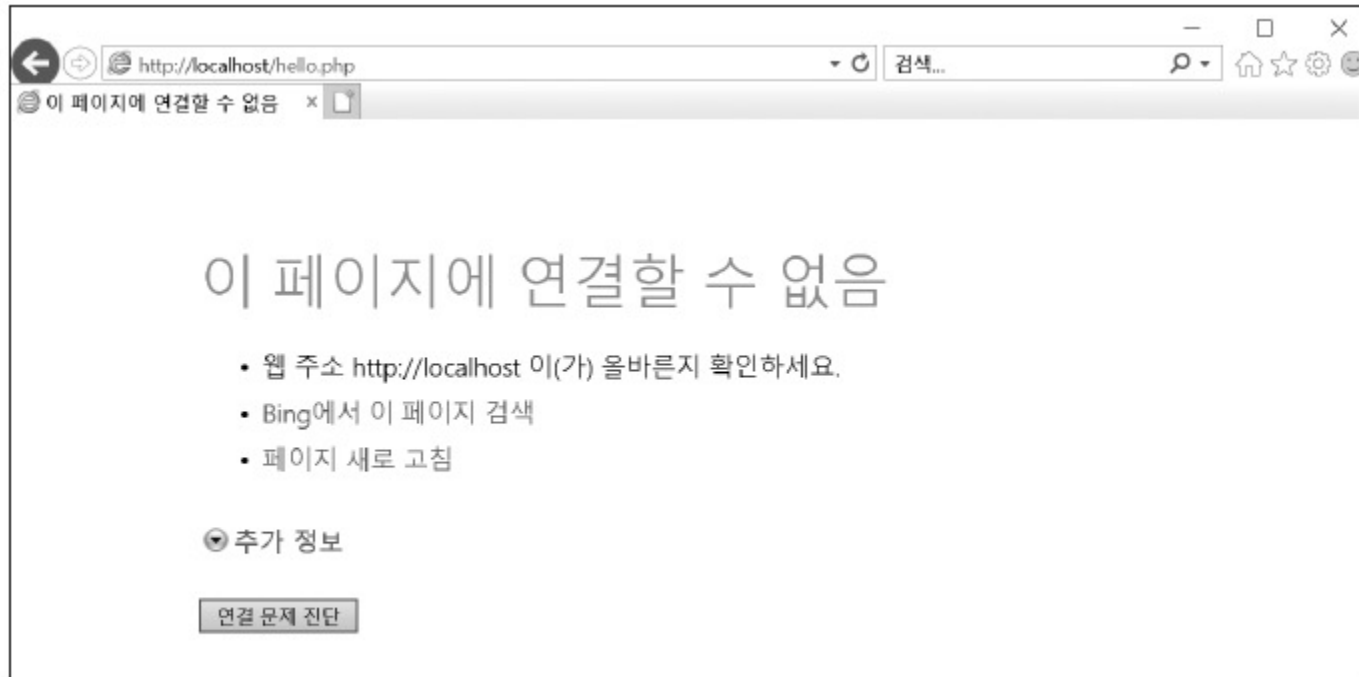 http://localhost/hello.php
검색...
이 페이지에 연결할 수 없음
이 페이지에 연결할 수 없음
웹 주소 http://localhost 이(가) 올바른지 확인하세요.
Bing에서 이 페이지 검색
페이지 새로 고침
추가 정보
연결 문제 진단